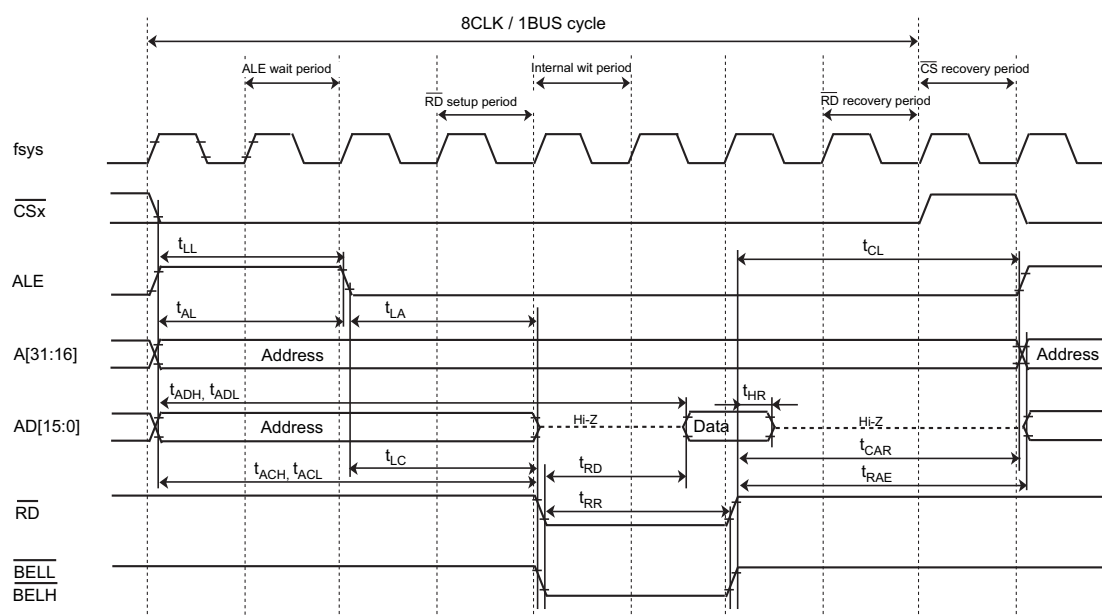 8CLK / 1BUS cycle
ALE wait period
Internal wit period
CS recovery period
RD setup period
RD recovery period
fsys
CSx
tLL
tCL
ALE
tAL
tLA
A[31:16]
Address
Address
tADH, tADL
tHR
AD[15:0]
Address
Hi-Z
Data
Hi-Z
tLC
tRD
tCAR
tACH, tACL
tRR
tRAE
RD
BELL
BELH